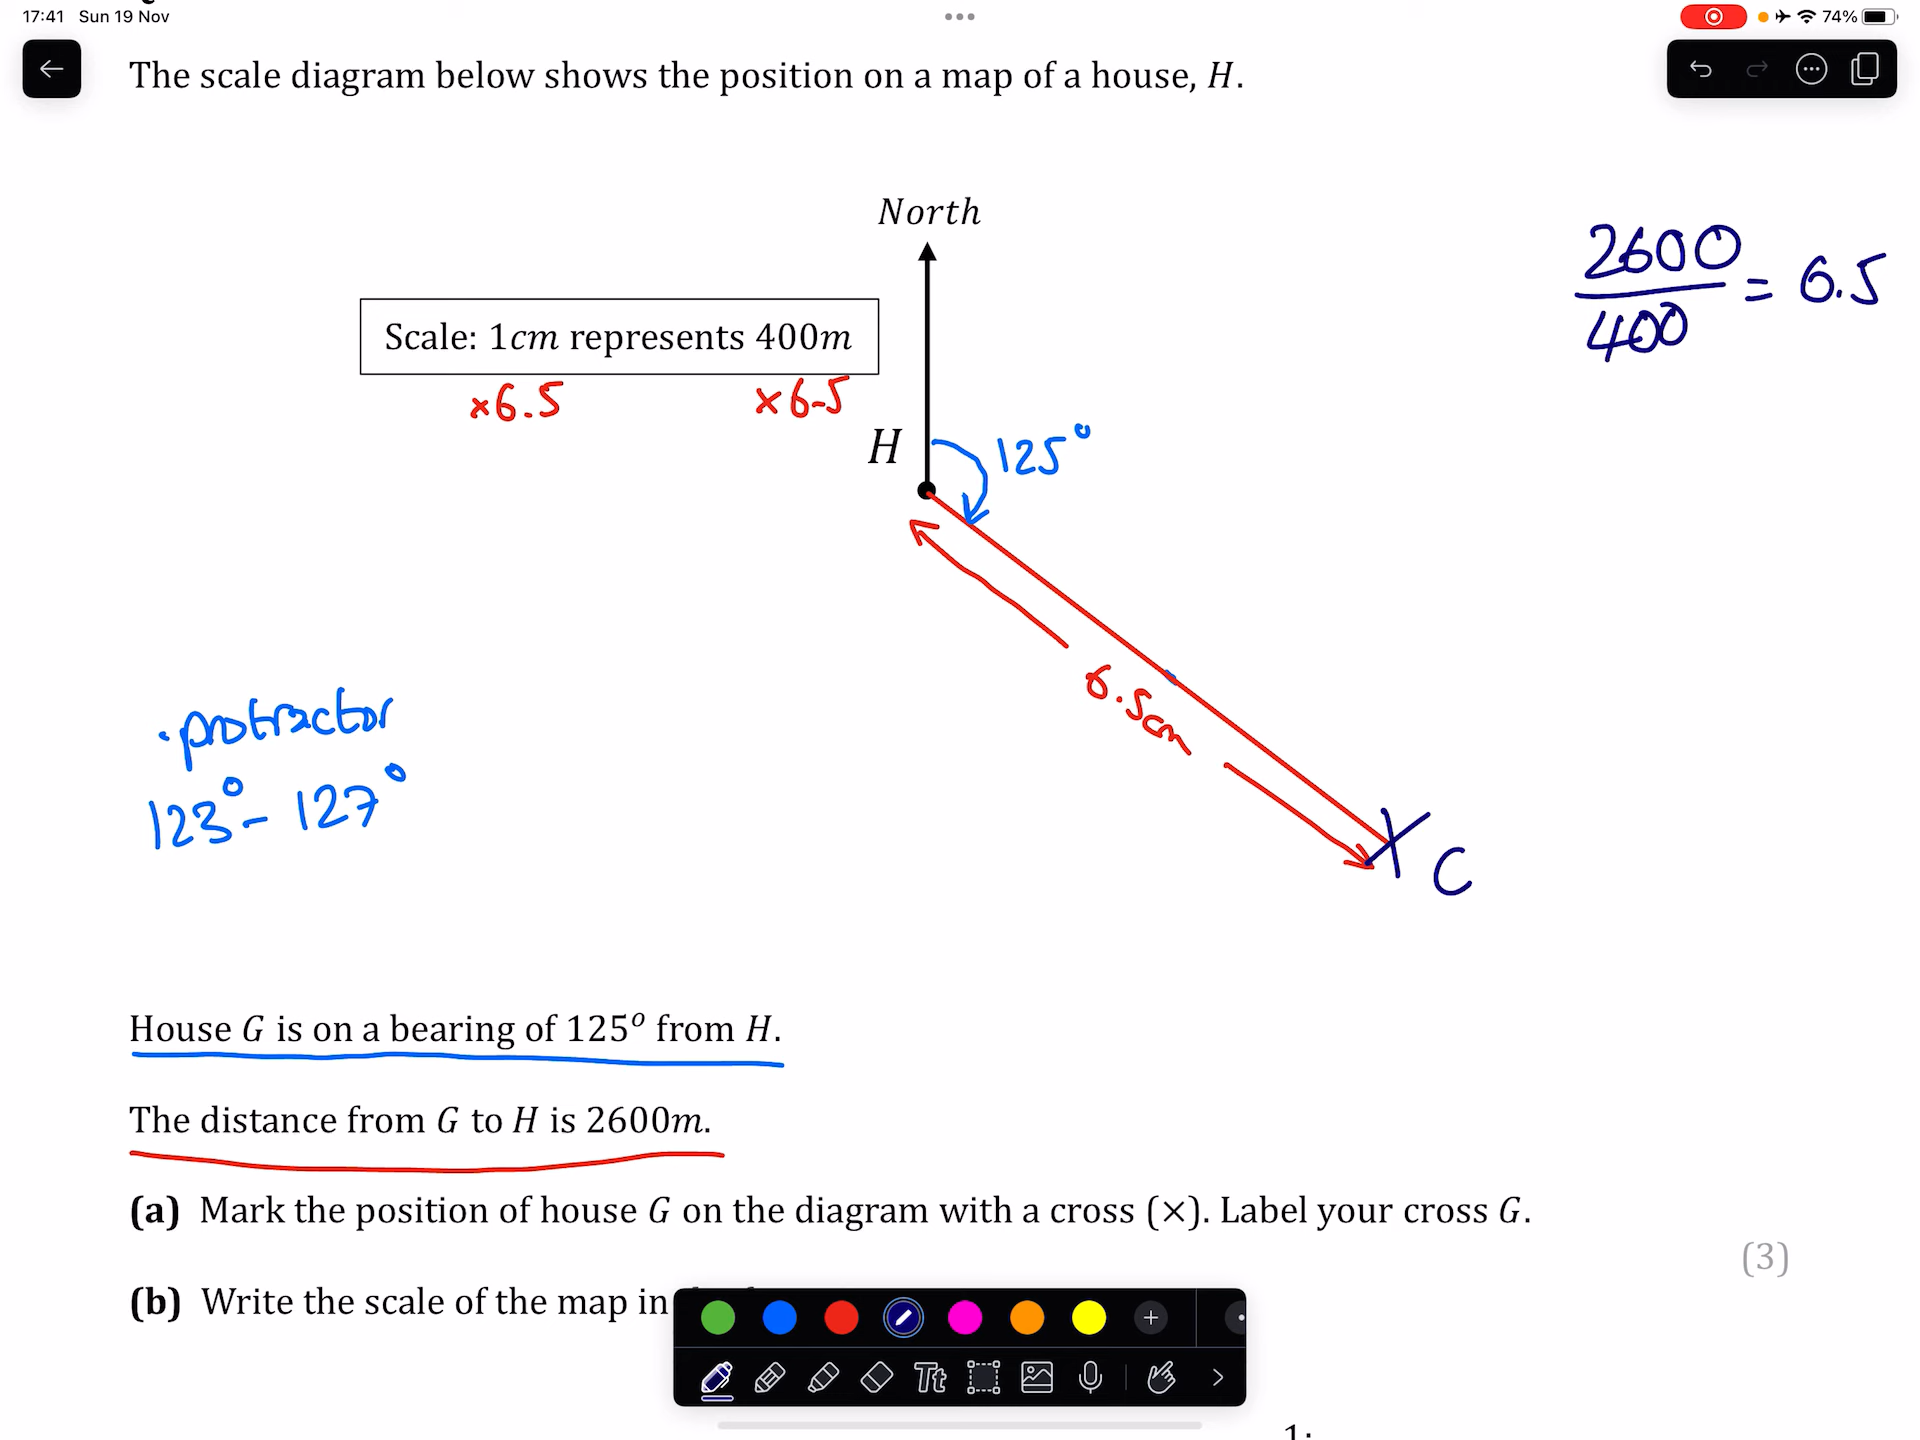 17:41 Sun 19 Nov
74%
The scale diagram below shows the position on a map of a house, H.
North
2600
400
= 6.5
Scale: 1cm represents 400m
×6.5 ×6.5
H
125°
6.5cm
· protractor
123° - 127°
C
House G is on a bearing of 125° from H.
The distance from G to H is 2600m.
(a) Mark the position of house G on the diagram with a cross (×). Label your cross G.
(3)
(b) Write the scale of the map in
Tt
1: